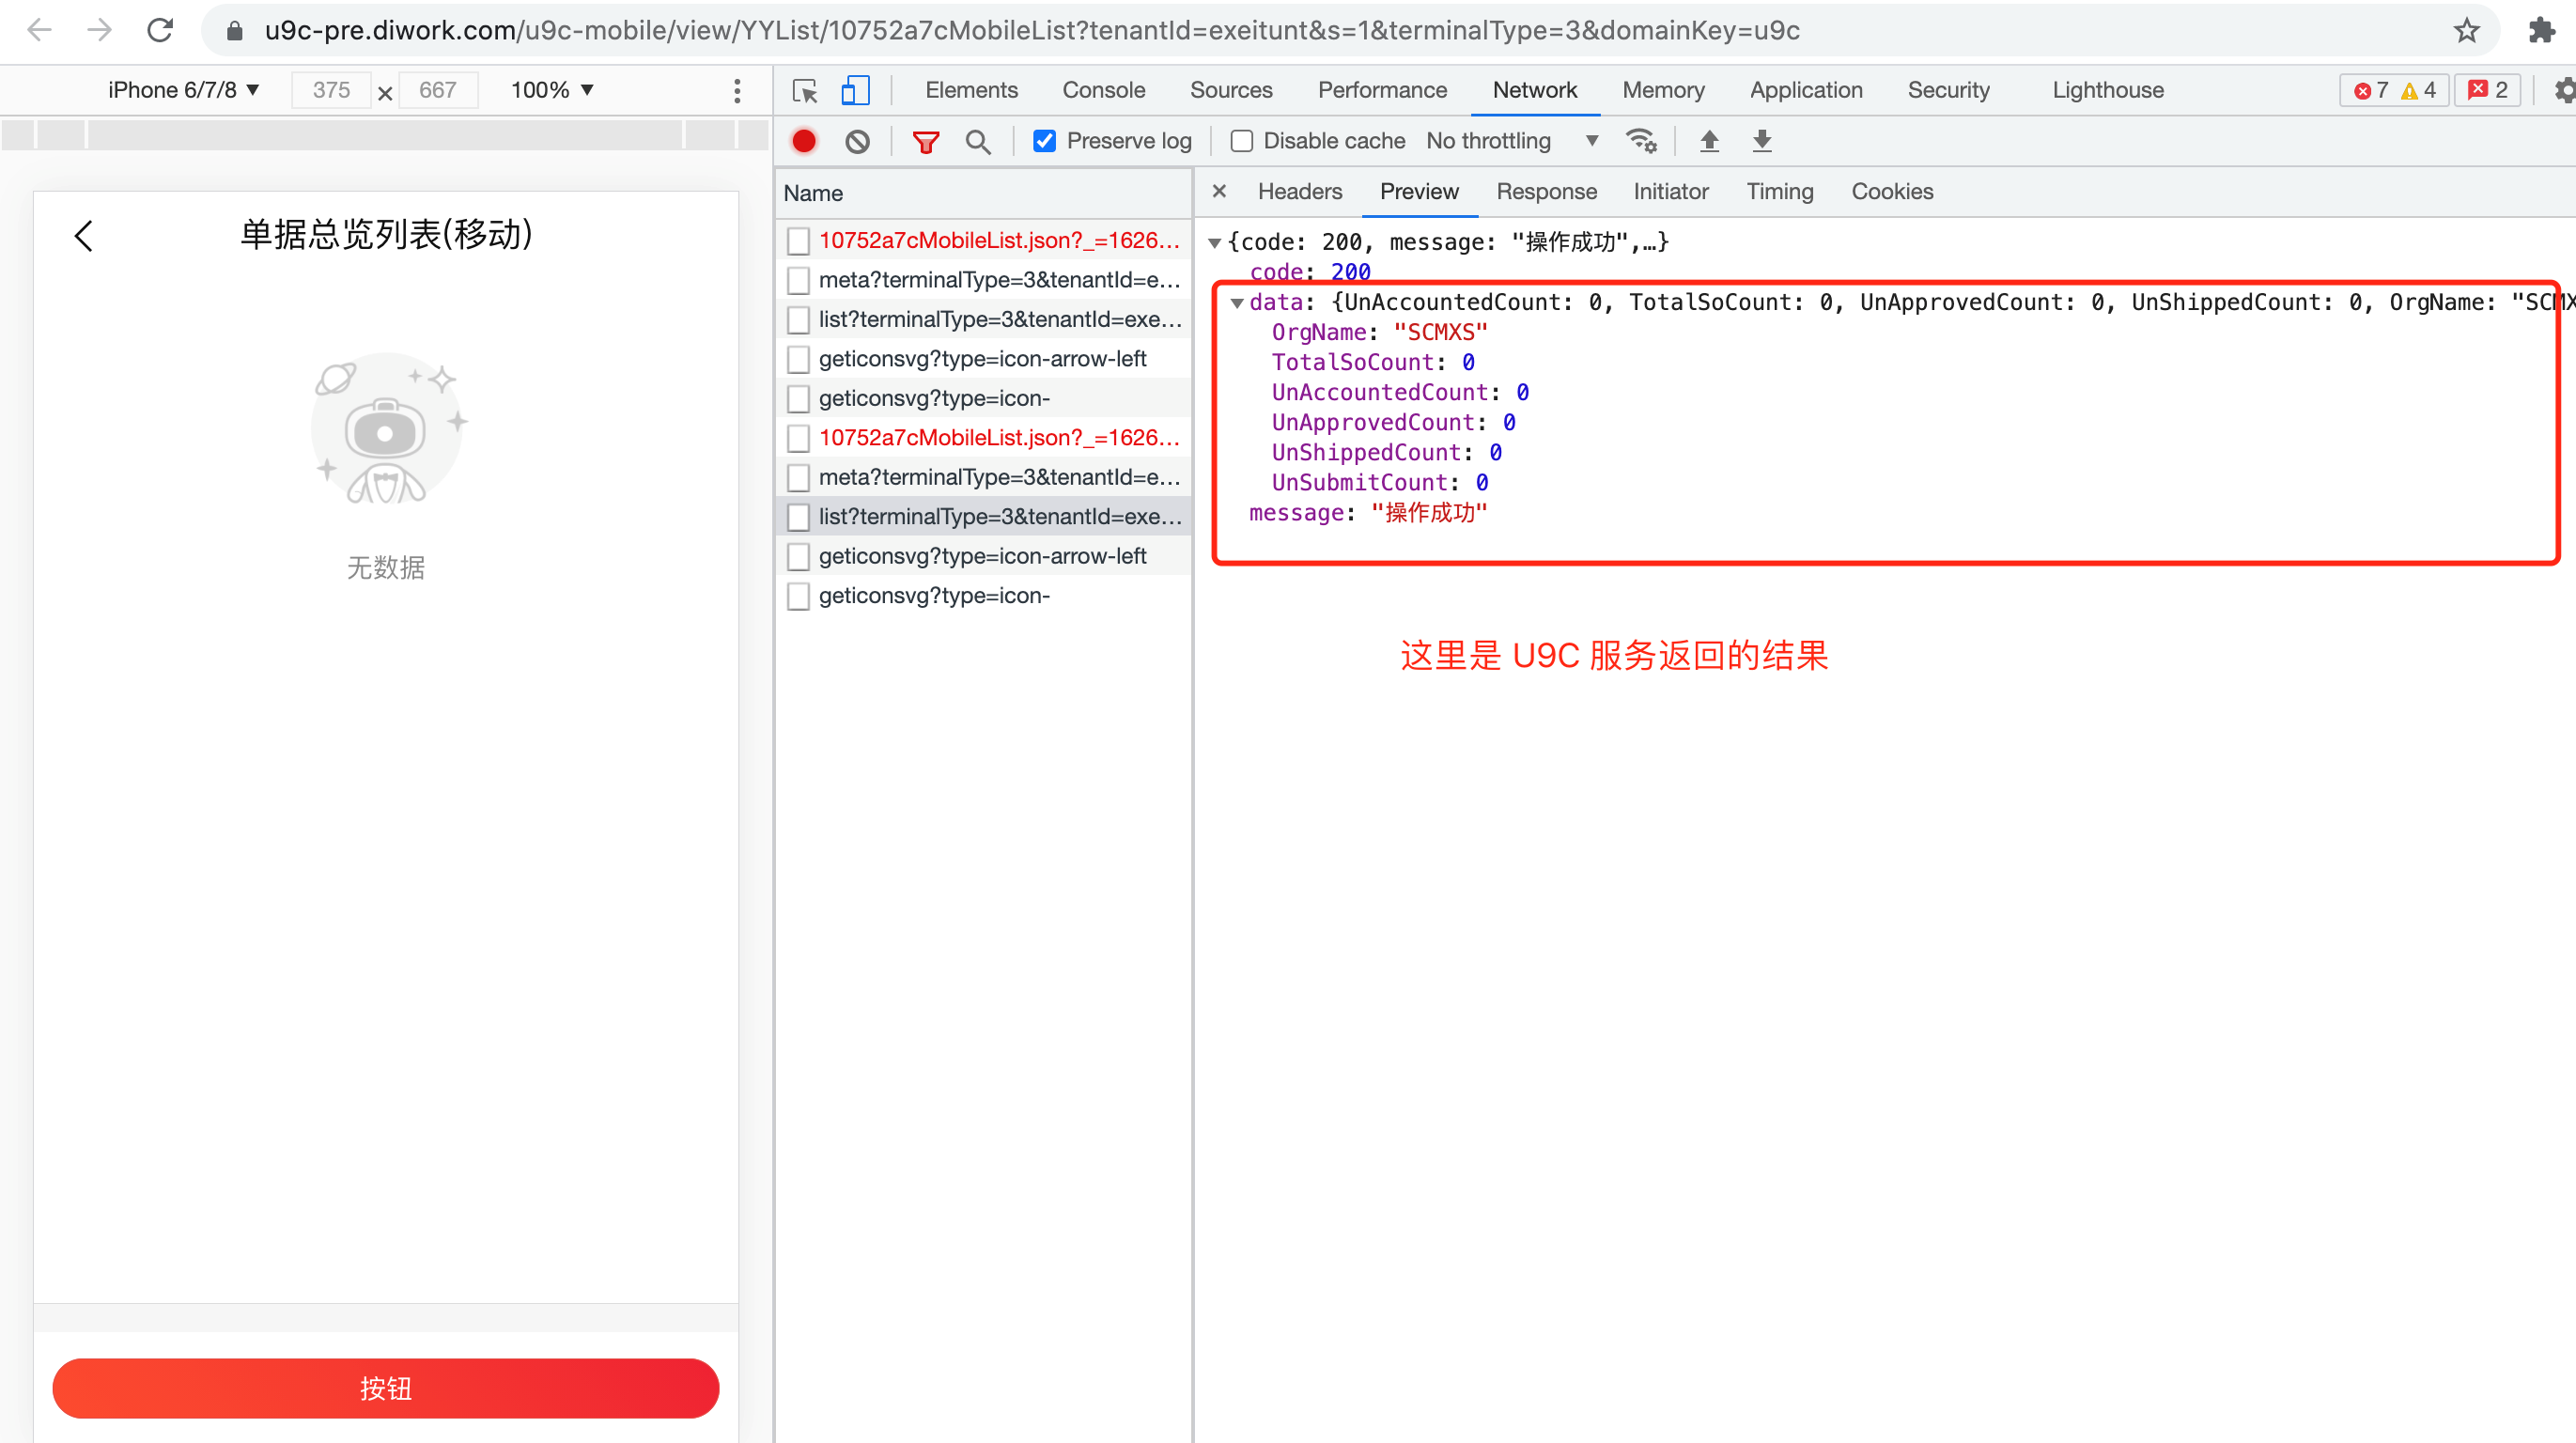 u9c-pre.diwork.com/u9c-mobile/view/YYList/10752a7cMobileList?tenantId=exeitunt&s=1&terminalType=3&domainKey=u9c
iPhone 6/7/8 ▼ 375 × 667 100% ▼
Elements Console Sources Performance Network Memory Application Security Lighthouse 7 4 2
Preserve log Disable cache No throttling ▼
单据总览列表(移动)
无数据
按钮
Name
10752a7cMobileList.json?_=1626...
meta?terminalType=3&tenantId=e...
list?terminalType=3&tenantId=exe...
geticonsvg?type=icon-arrow-left
geticonsvg?type=icon-
10752a7cMobileList.json?_=1626...
meta?terminalType=3&tenantId=e...
list?terminalType=3&tenantId=exe...
geticonsvg?type=icon-arrow-left
geticonsvg?type=icon-
× Headers Preview Response Initiator Timing Cookies
▼{code: 200, message: "操作成功",…}
code: 200
▼data: {UnAccountedCount: 0, TotalSoCount: 0, UnApprovedCount: 0, UnShippedCount: 0, OrgName: "SCMX
OrgName: "SCMXS"
TotalSoCount: 0
UnAccountedCount: 0
UnApprovedCount: 0
UnShippedCount: 0
UnSubmitCount: 0
message: "操作成功"
这里是 U9C 服务返回的结果